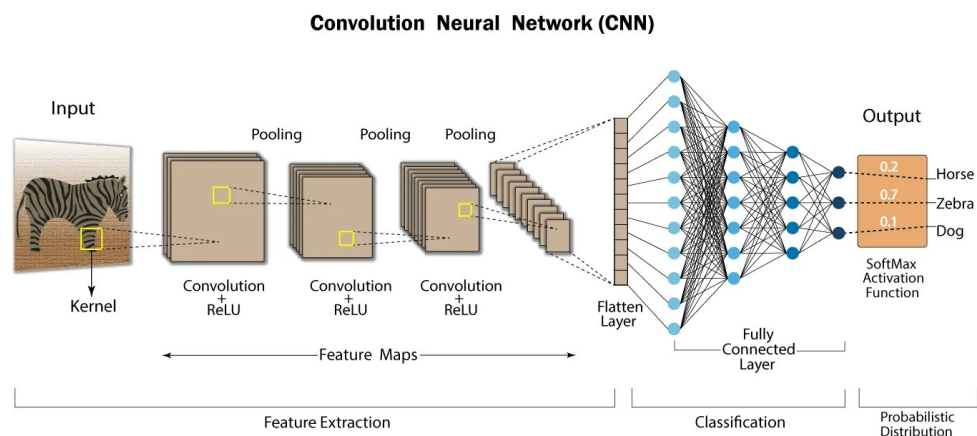 Convolution Neural Network (CNN)
Input
Kernel
Pooling
Pooling
Pooling
Convolution
+
ReLU
Convolution
+
ReLU
Convolution
+
ReLU
Feature Maps
Flatten
Layer
Fully
Connected
Layer
Output
0.2
Horse
0.7
Zebra
0.1
Dog
SoftMax
Activation
Function
Feature Extraction
Classification
Probabilistic
Distribution